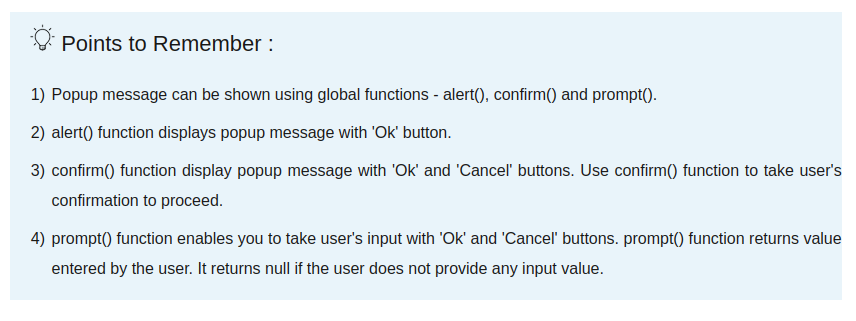 Points to Remember :
1) Popup message can be shown using global functions - alert(), confirm() and prompt().
2) alert() function displays popup message with 'Ok' button.
3) confirm() function display popup message with 'Ok' and 'Cancel' buttons. Use confirm() function to take user's
confirmation to proceed.
4) prompt() function enables you to take user's input with 'Ok' and 'Cancel' buttons. prompt() function returns value
entered by the user. It returns null if the user does not provide any input value.